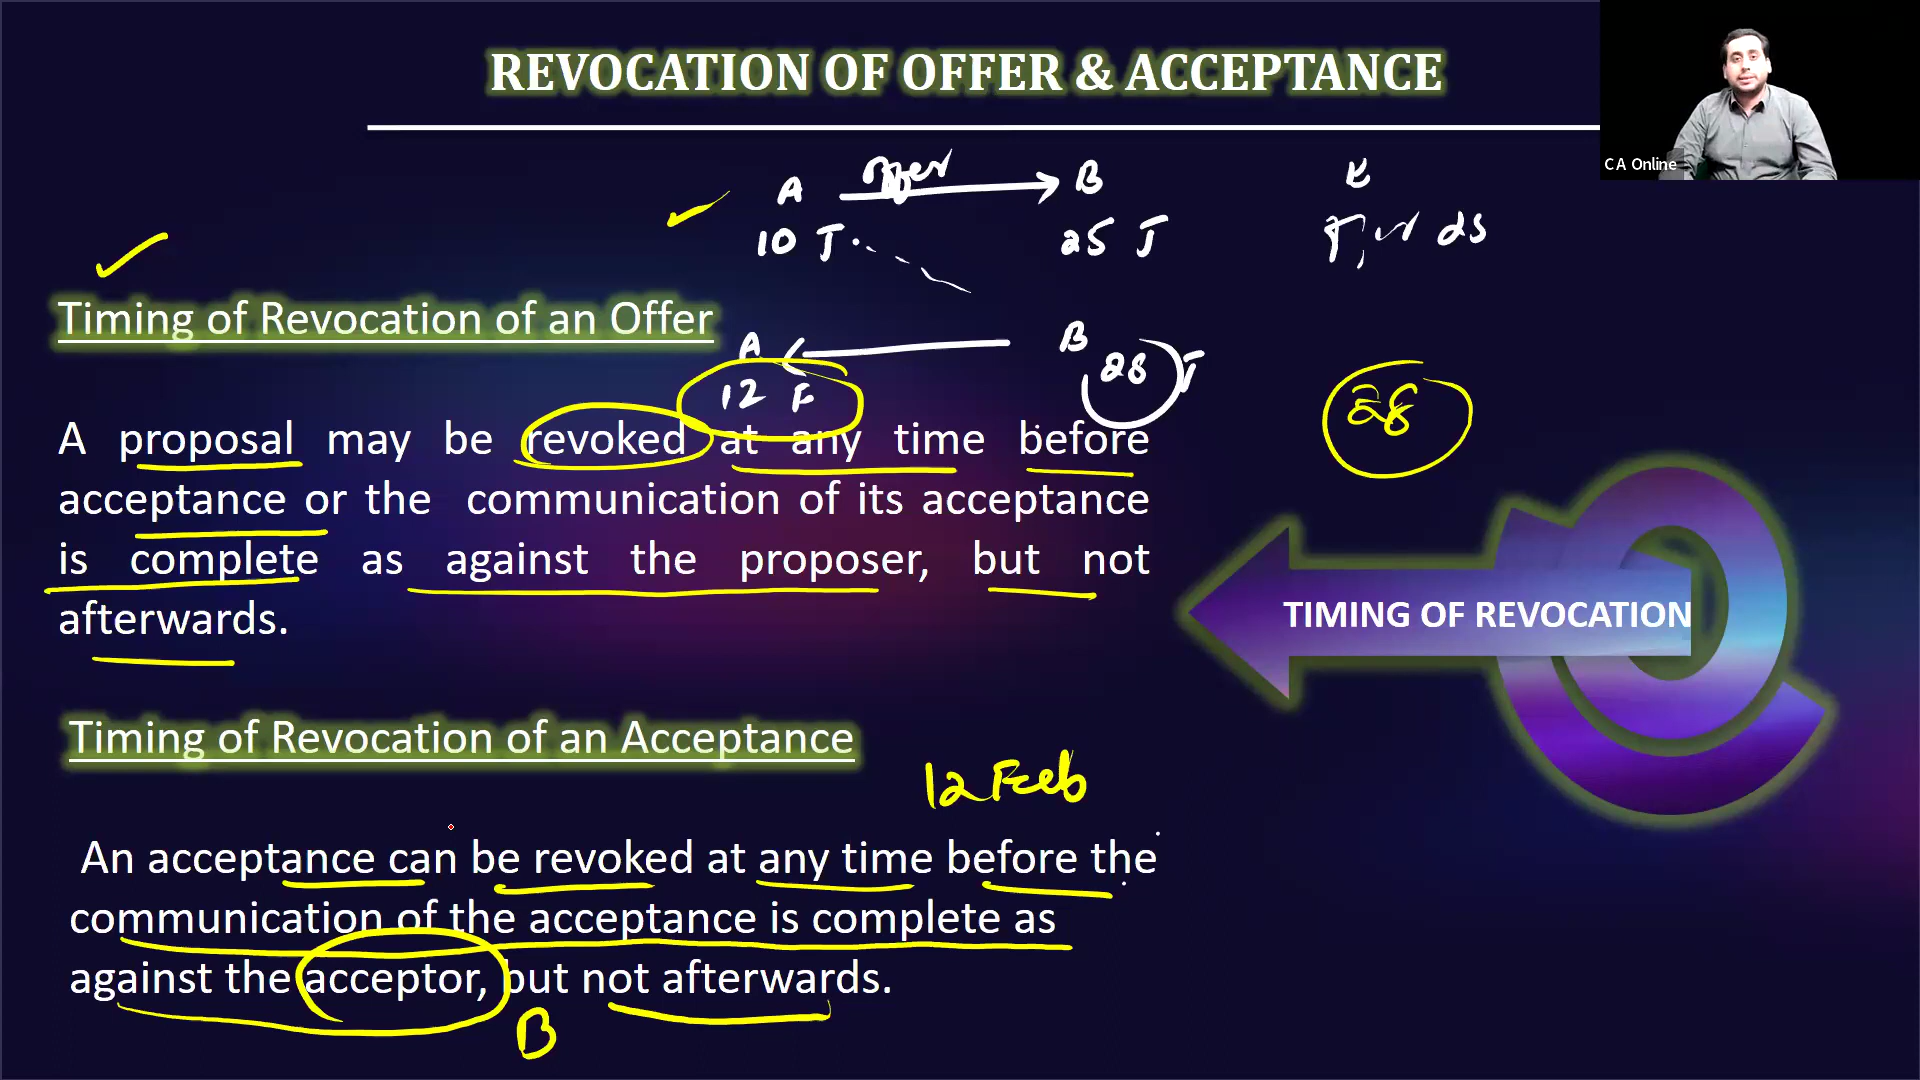 REVOCATION OF OFFER & ACCEPTANCE
C A Online
A offer B
10 J 25 J
Timing of Revocation of an Offer
A B
12 F 28 J
28
A proposal may be revoked at any time before
acceptance or the communication of its acceptance
is complete as against the proposer, but not
afterwards.
TIMING OF REVOCATION
Timing of Revocation of an Acceptance
12 Feb
An acceptance can be revoked at any time before the
communication of the acceptance is complete as
against the acceptor, but not afterwards.
B